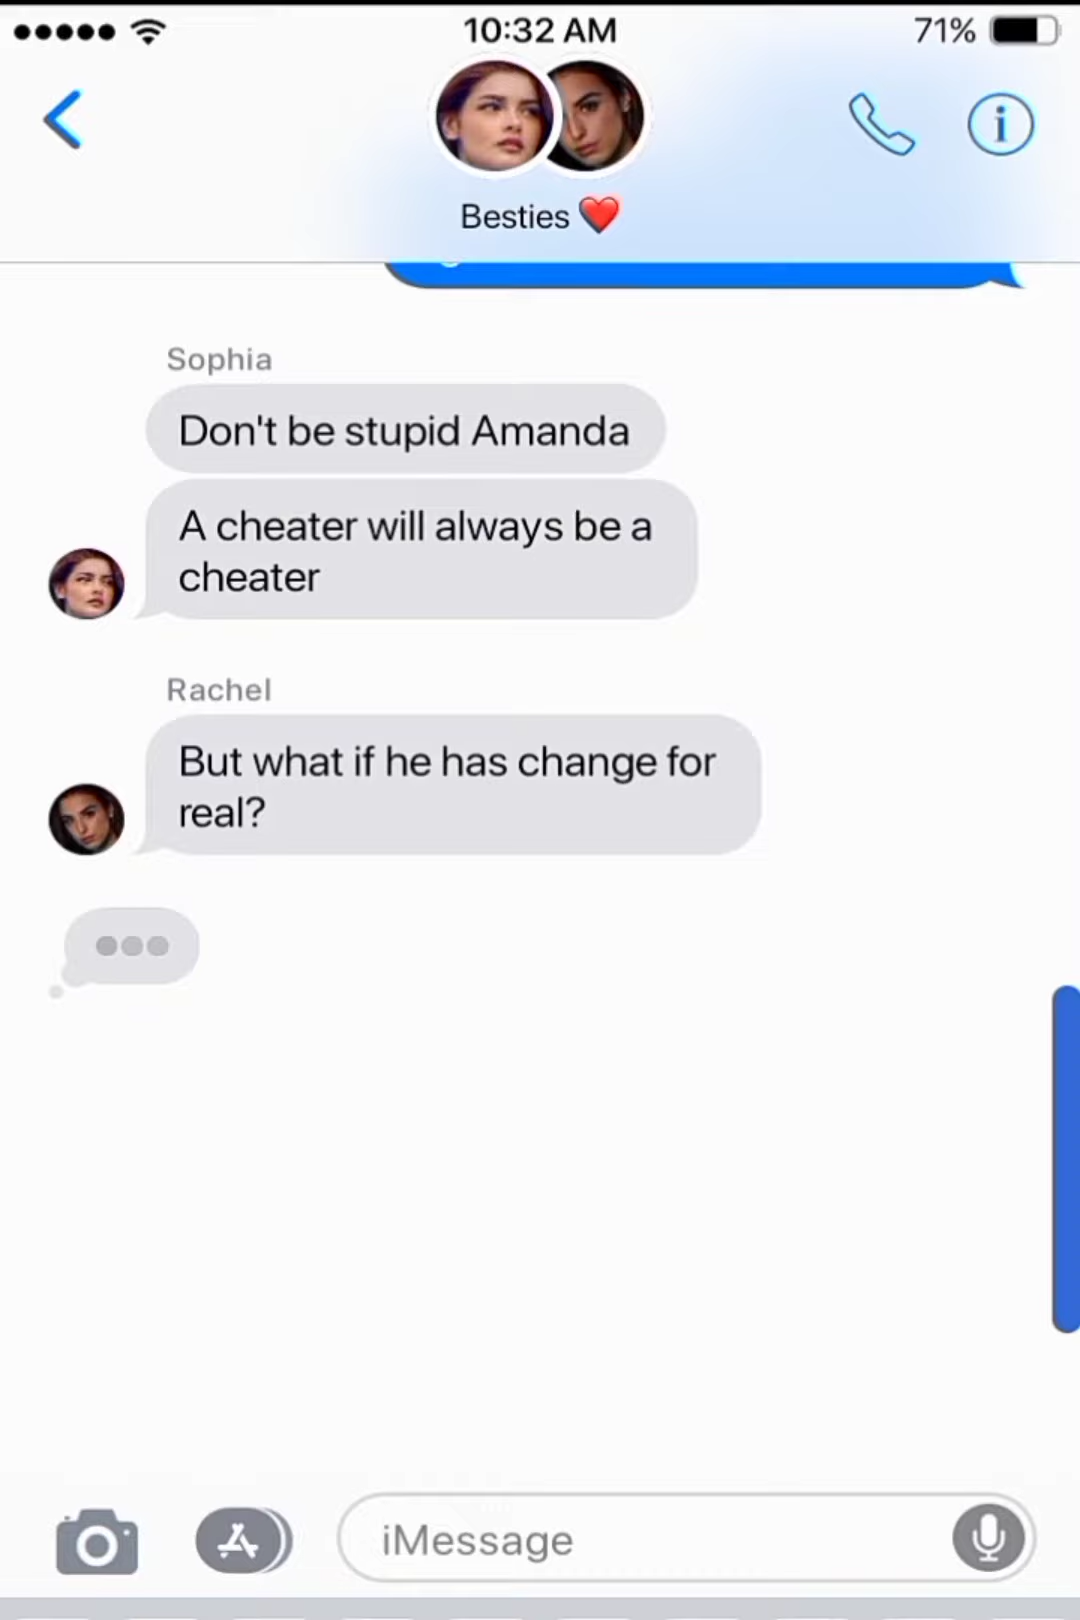 10:32 AM
71%
Besties ❤️
Sophia
Don't be stupid Amanda
A cheater will always be a
cheater
Rachel
But what if he has change for
real?
iMessage